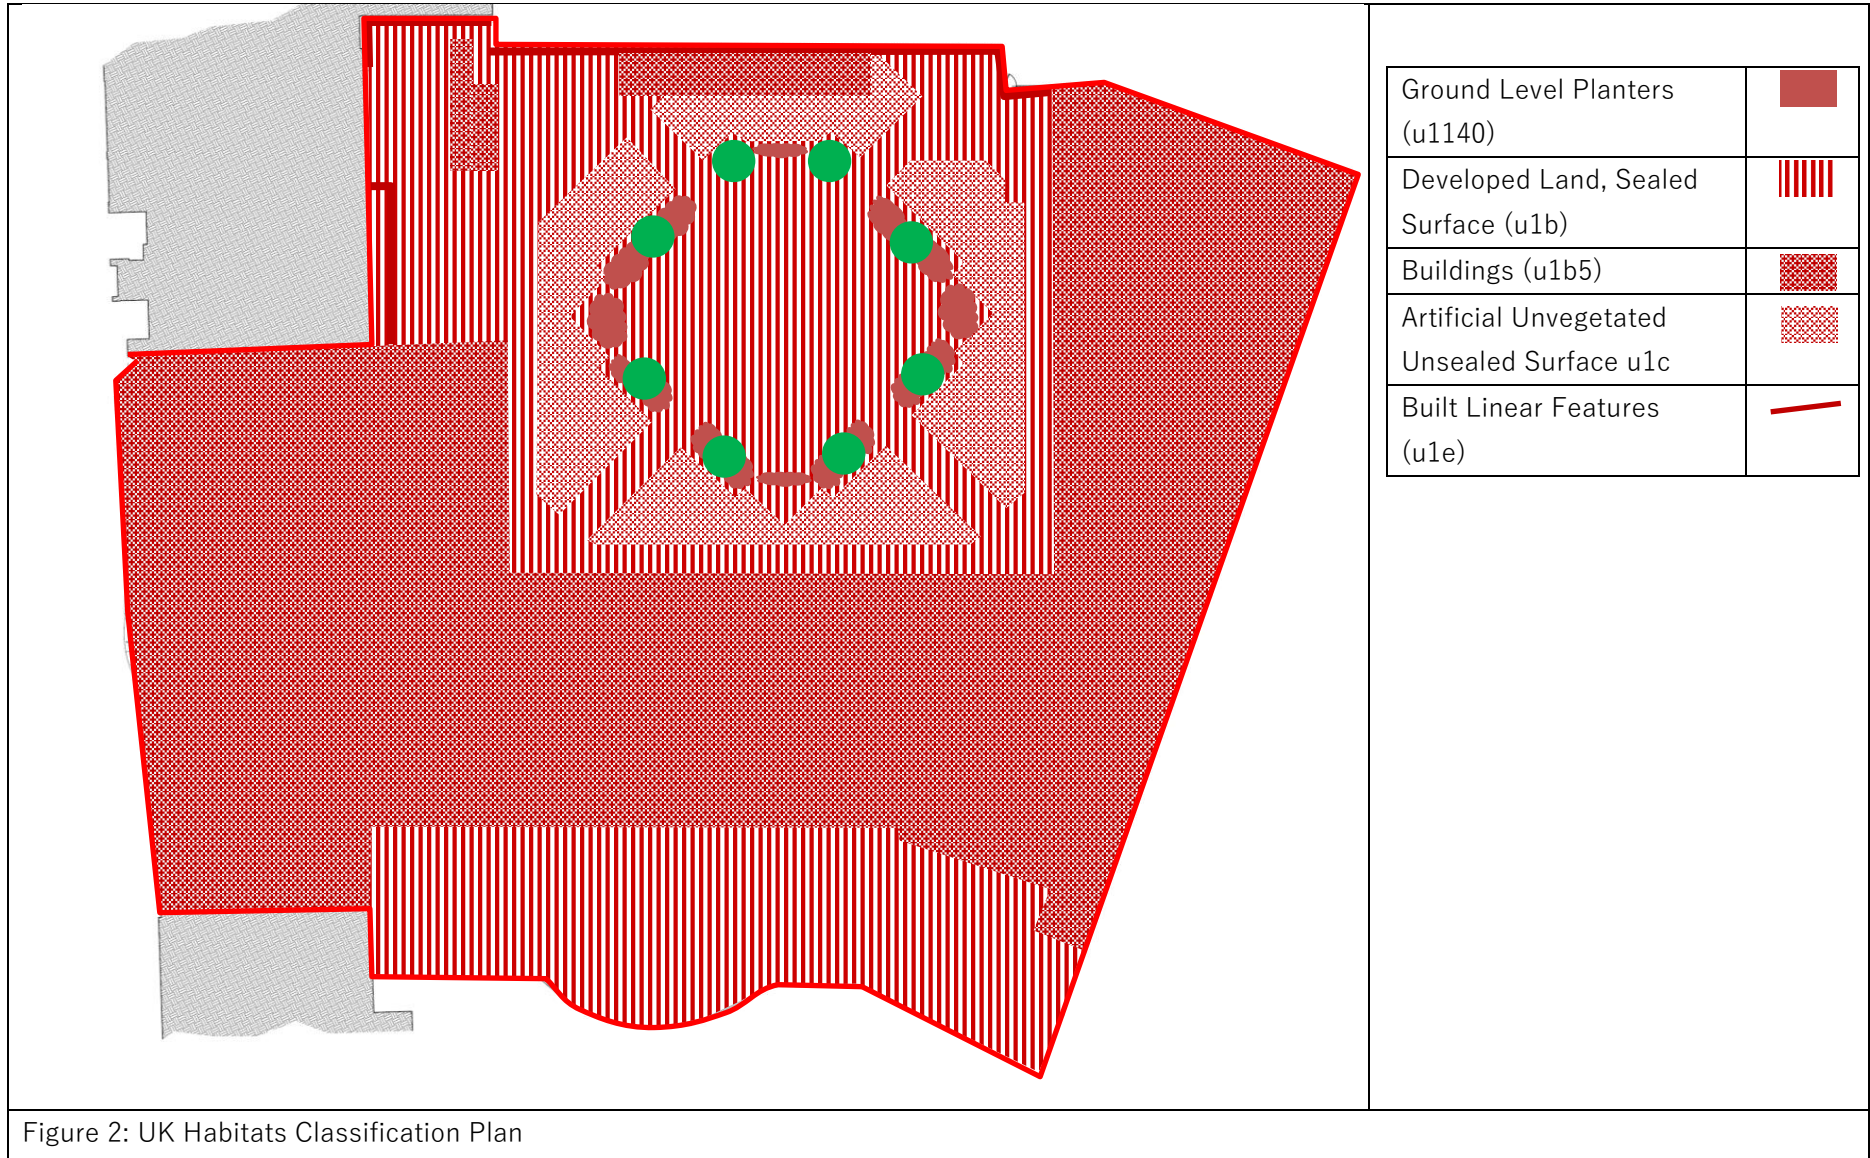 Ground Level Planters
(u1140)
Developed Land, Sealed
Surface (u1b)
Buildings (u1b5)
Artificial Unvegetated
Unsealed Surface u1c
Built Linear Features
(u1e)
Figure 2: UK Habitats Classification Plan